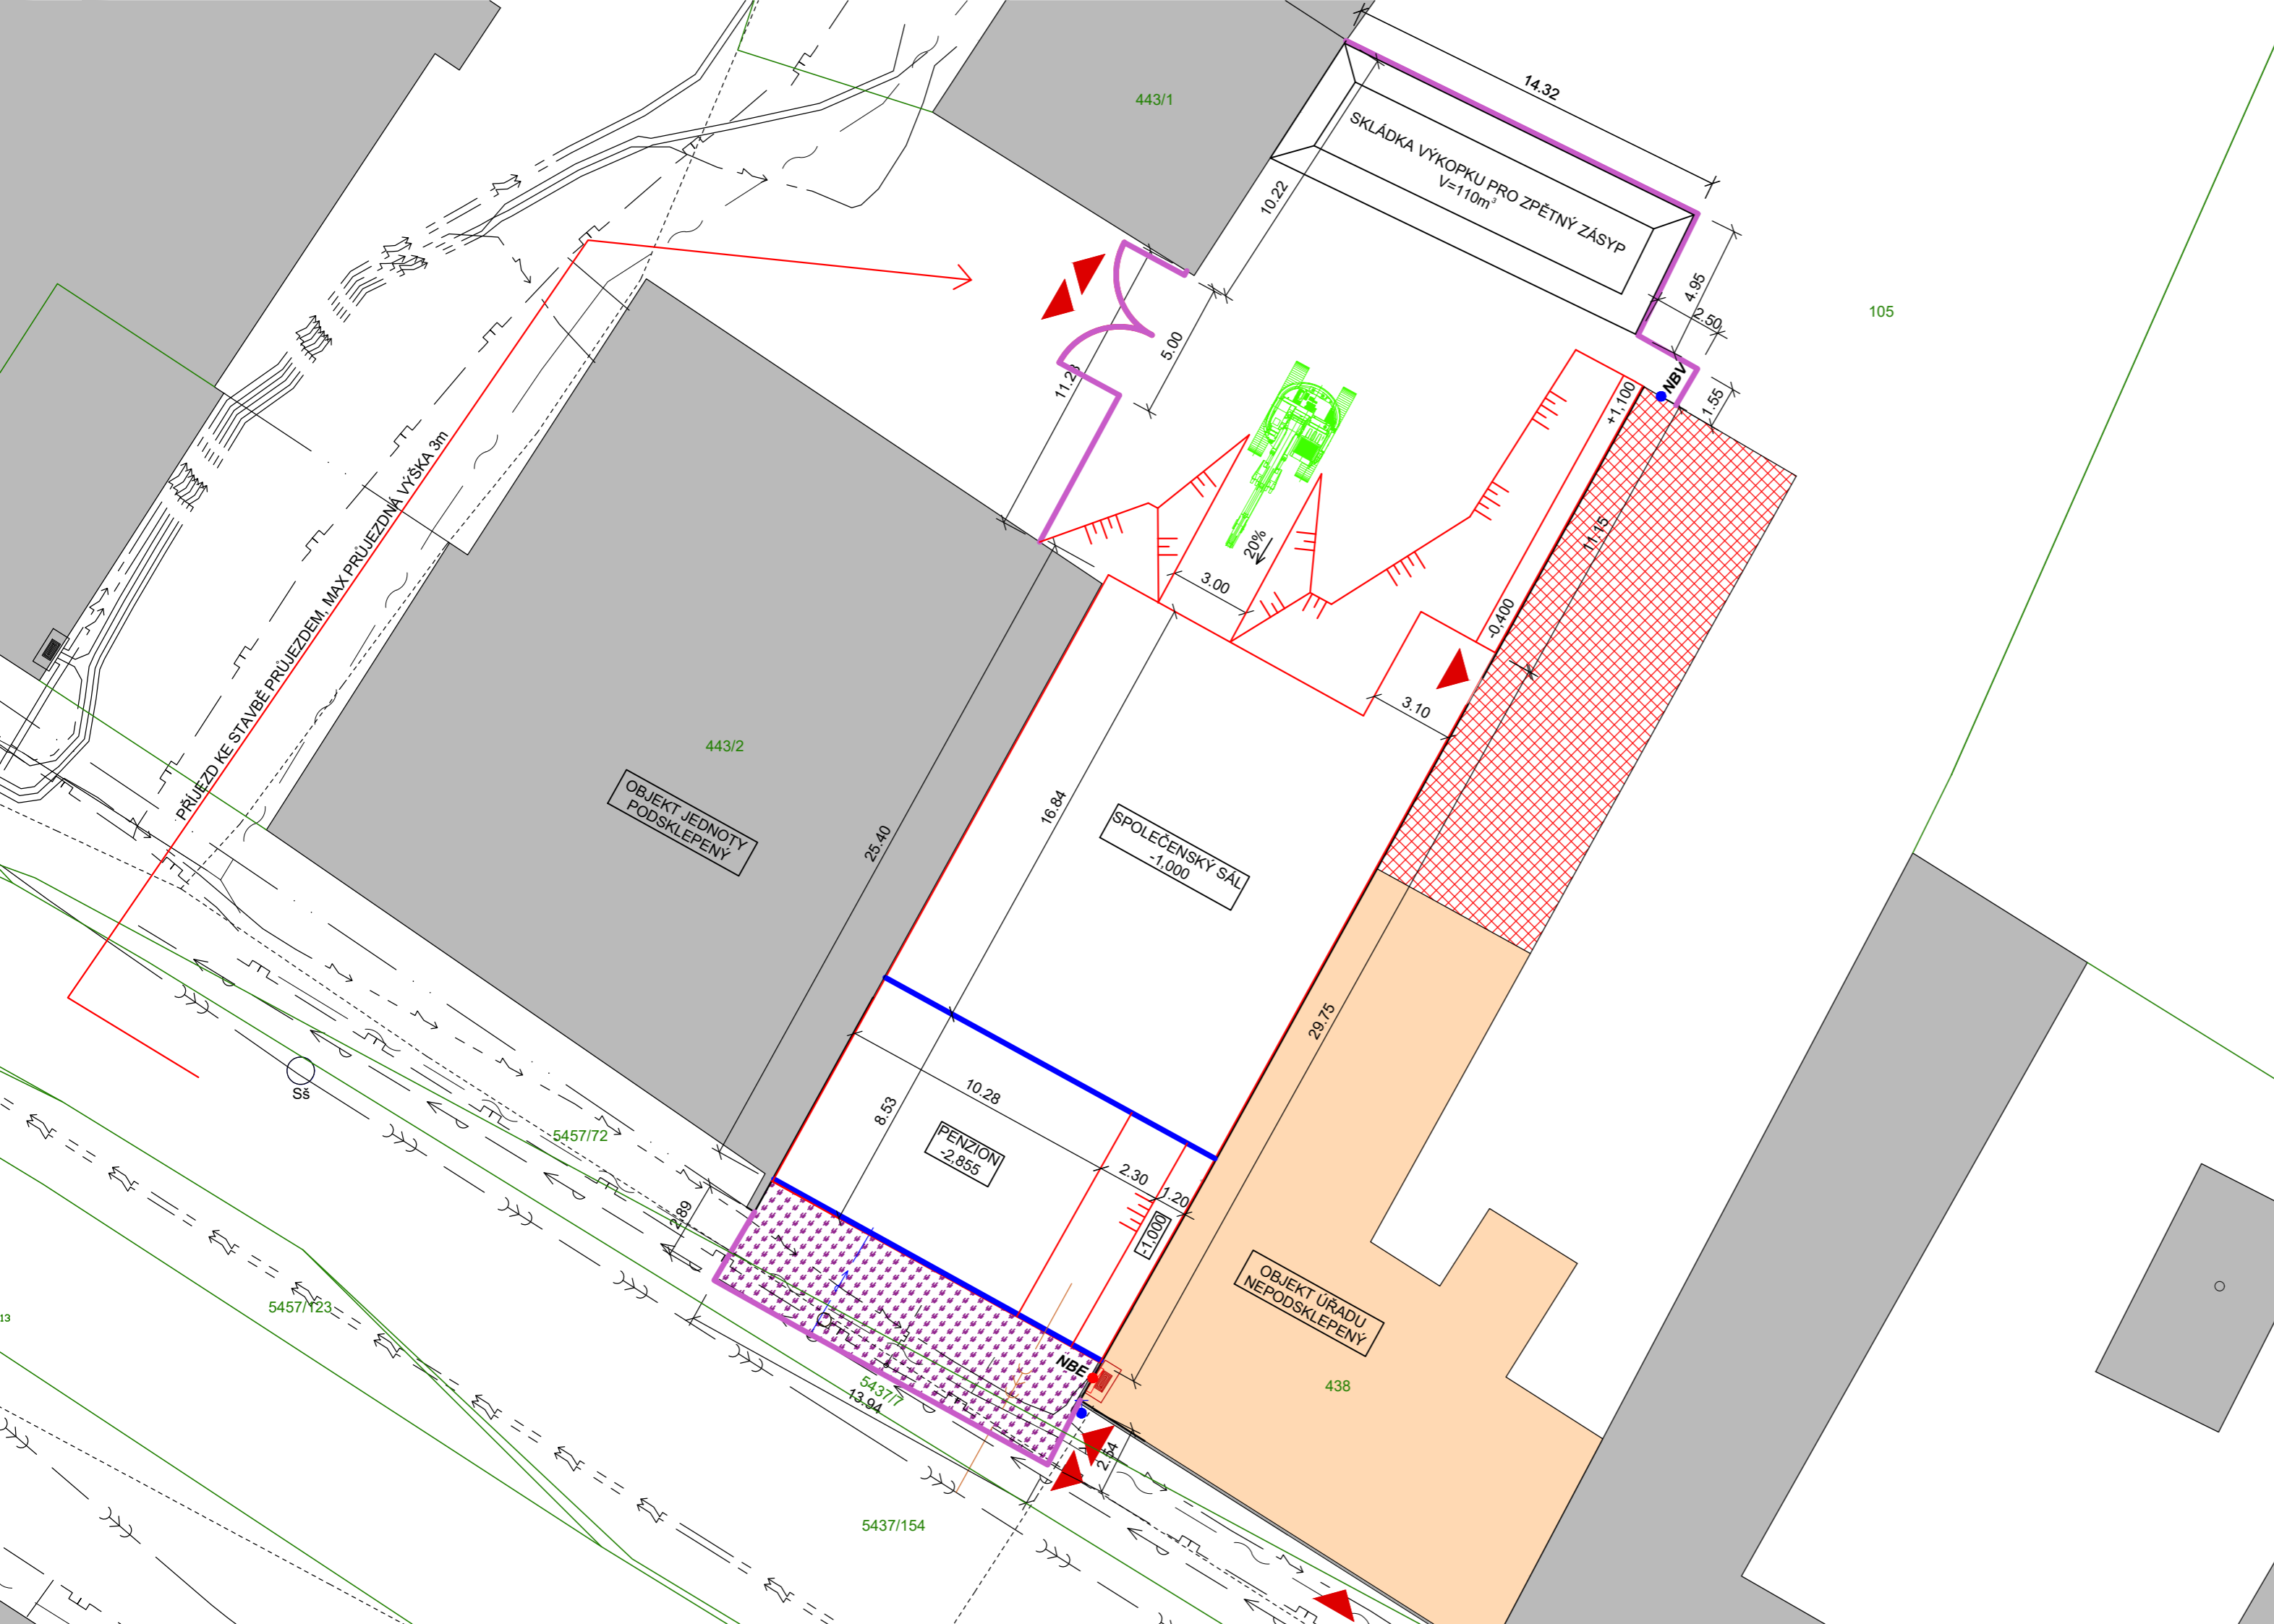 443/1
14.32
SKLÁDKA VÝKOPKU PRO ZPĚTNÝ ZÁSYP
V=110m³
10.22
4.95
2.50
105
5.00
NBV
1.55
+1,100
PŘÍJEZD KE STAVBĚ PRŮJEZDEM, MAX PRŮJEZDNÁ VÝŠKA 3m
20%
11.15
3.00
-0,400
3.10
443/2
OBJEKT JEDNOTY
PODSKLEPENÝ
25.40
16.84
SPOLEČENSKÝ SÁL
-1,000
29.75
Sš
10.28
8.53
5457/72
PENZION
-2,855
2.30
1.20
-1,000
2.89
OBJEKT ÚŘADU
NEPODSKLEPENÝ
5457/123
13
NBE
438
5437/7
13.94
2.54
5437/154